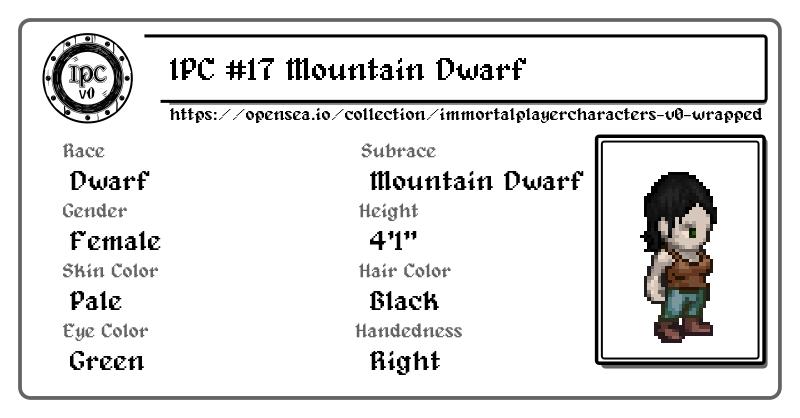 IPC
v0
IPC #17 Mountain Dwarf
https://opensea.io/collection/immortalplayercharacters-v0-wrapped
Race
Dwarf
Subrace
Mountain Dwarf
Gender
Female
Height
4'1"
Skin Color
Pale
Hair Color
Black
Eye Color
Green
Handedness
Right